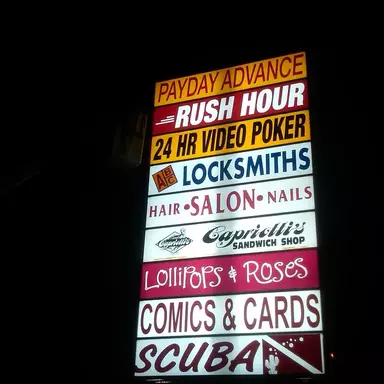 PAYDAY ADVANCE
RUSH HOUR
24 HR VIDEO POKER
ABC LOCKSMITHS
HAIR • SALON • NAILS
Capriotti's
SANDWICH SHOP
LOLLIPOPS & ROSES
COMICS & CARDS
SCUBA